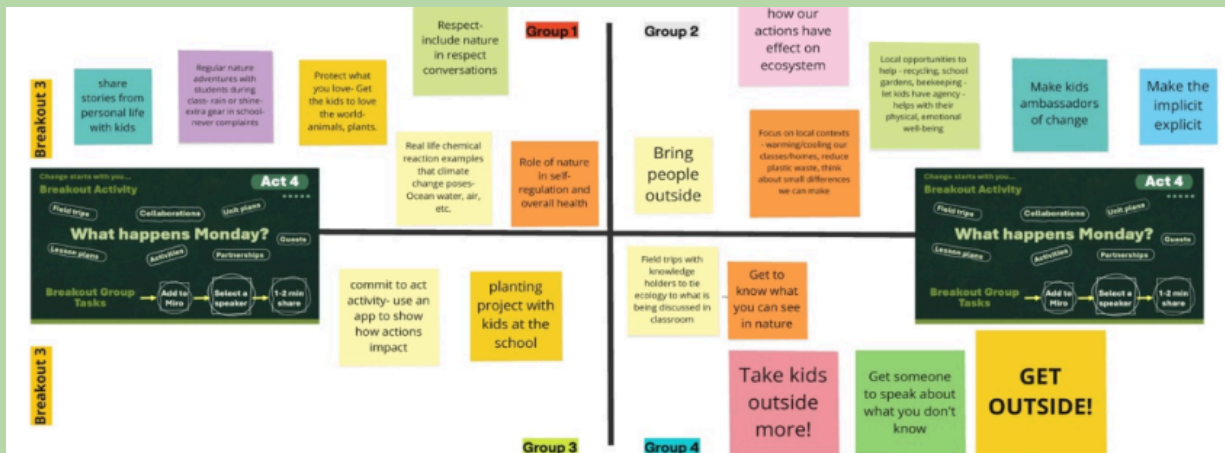 Breakout 3
share
stories from
personal life
with kids
Regular nature
adventures with
students during
class- rain or shine-
extra gear in school-
never complaints
Protect what
you love- Get
the kids to love
the world-
animals, plants.
Respect-
include nature
in respect
conversations
Group 1
Real life chemical
reaction examples
that climate
change poses-
Ocean water, air,
etc.
Role of nature
in self-
regulation and
overall health
Group 2
how our
actions have
effect on
ecosystem
Local opportunities to
help - recycling, school
gardens, beekeeping -
let kids have agency -
helps with their
physical, emotional
well-being
Make kids
ambassadors
of change
Make the
implicit
explicit
Bring
people
outside
Focus on local contexts
- warming/cooling our
classes/homes, reduce
plastic waste, think
about small differences
we can make
Change starts with you...
Breakout Activity
Act 4
Field trips
Collaborations
Unit plans
What happens Monday?
Guests
Lesson plans
Activities
Partnerships
Breakout Group
Tasks
Add to
Miro
Select a
speaker
1-2 min
share
Change starts with you...
Breakout Activity
Act 4
Field trips
Collaborations
Unit plans
What happens Monday?
Guests
Lesson plans
Activities
Partnerships
Breakout Group
Tasks
Add to
Miro
Select a
speaker
1-2 min
share
Breakout 3
commit to act
activity- use an
app to show
how actions
impact
planting
project with
kids at the
school
Group 3
Field trips with
knowledge
holders to tie
ecology to what is
being discussed in
classroom
Get to
know what
you can see
in nature
Take kids
outside
more!
Get someone
to speak about
what you don't
know
GET
OUTSIDE!
Group 4